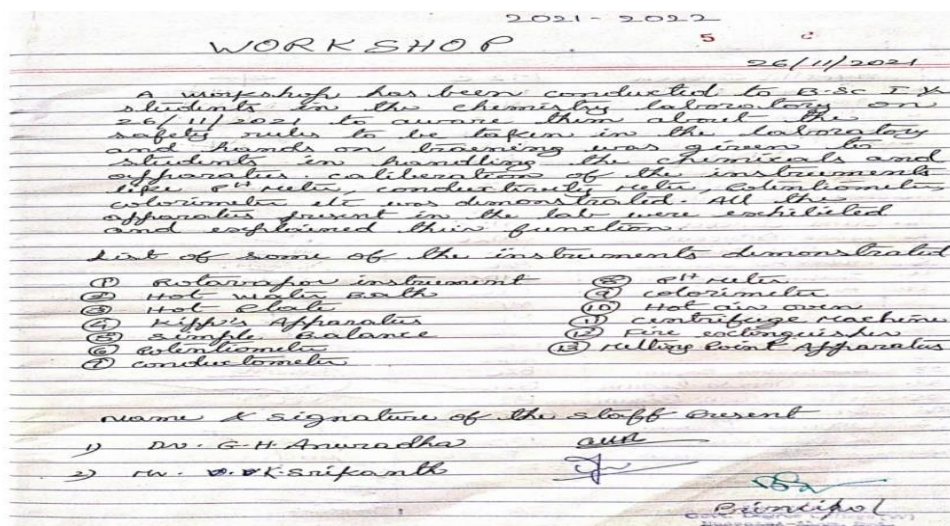 2021-2022
WORKSHOP 5
26/11/2021
A workshop has been conducted to B.Sc I Y
students in the chemistry laboratory on
26/11/2021 to aware them about the
safety rules to be taken in the laboratory
and hands on training was given to
students in handling the chemicals and
apparatus. caliberation of the instruments
like PH Meter, conductivity Meter, Potentiometer,
colorimeter etc was demonstrated. All the
apparatus present in the lab were exhibited
and explained their function.
List of some of the instruments demonstrated
① Rotavapor instrument
② Hot Water Bath
③ Hot Plate
④ Kipp's Apparatus
⑤ Simple Balance
⑥ Potentiometer
⑦ conductometer
⑧ PH Meter
⑨ colorimeter
⑩ Hot air oven
⑪ centrifuge Machine
⑫ Fire extinguisher
⑬ Melting Point Apparatus
Name & Signature of the Staff Present
1) Dr. G.H. Anuradha
2) Mr. K. Srikanth
Principal